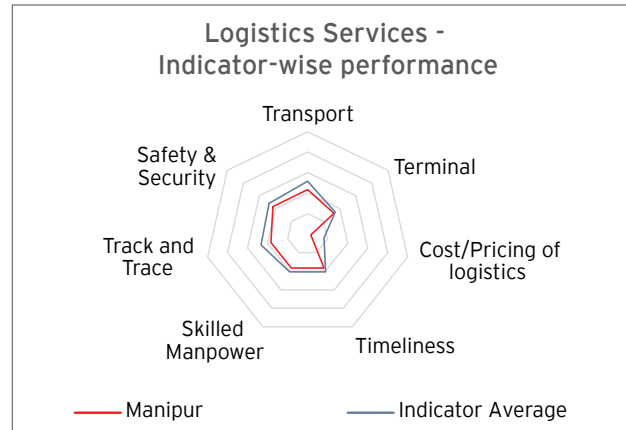 Logistics Services -
Indicator-wise performance
Transport
Safety &
Security
Terminal
Track and
Trace
Cost/Pricing of
logistics
Skilled
Manpower
Timeliness
Manipur
Indicator Average